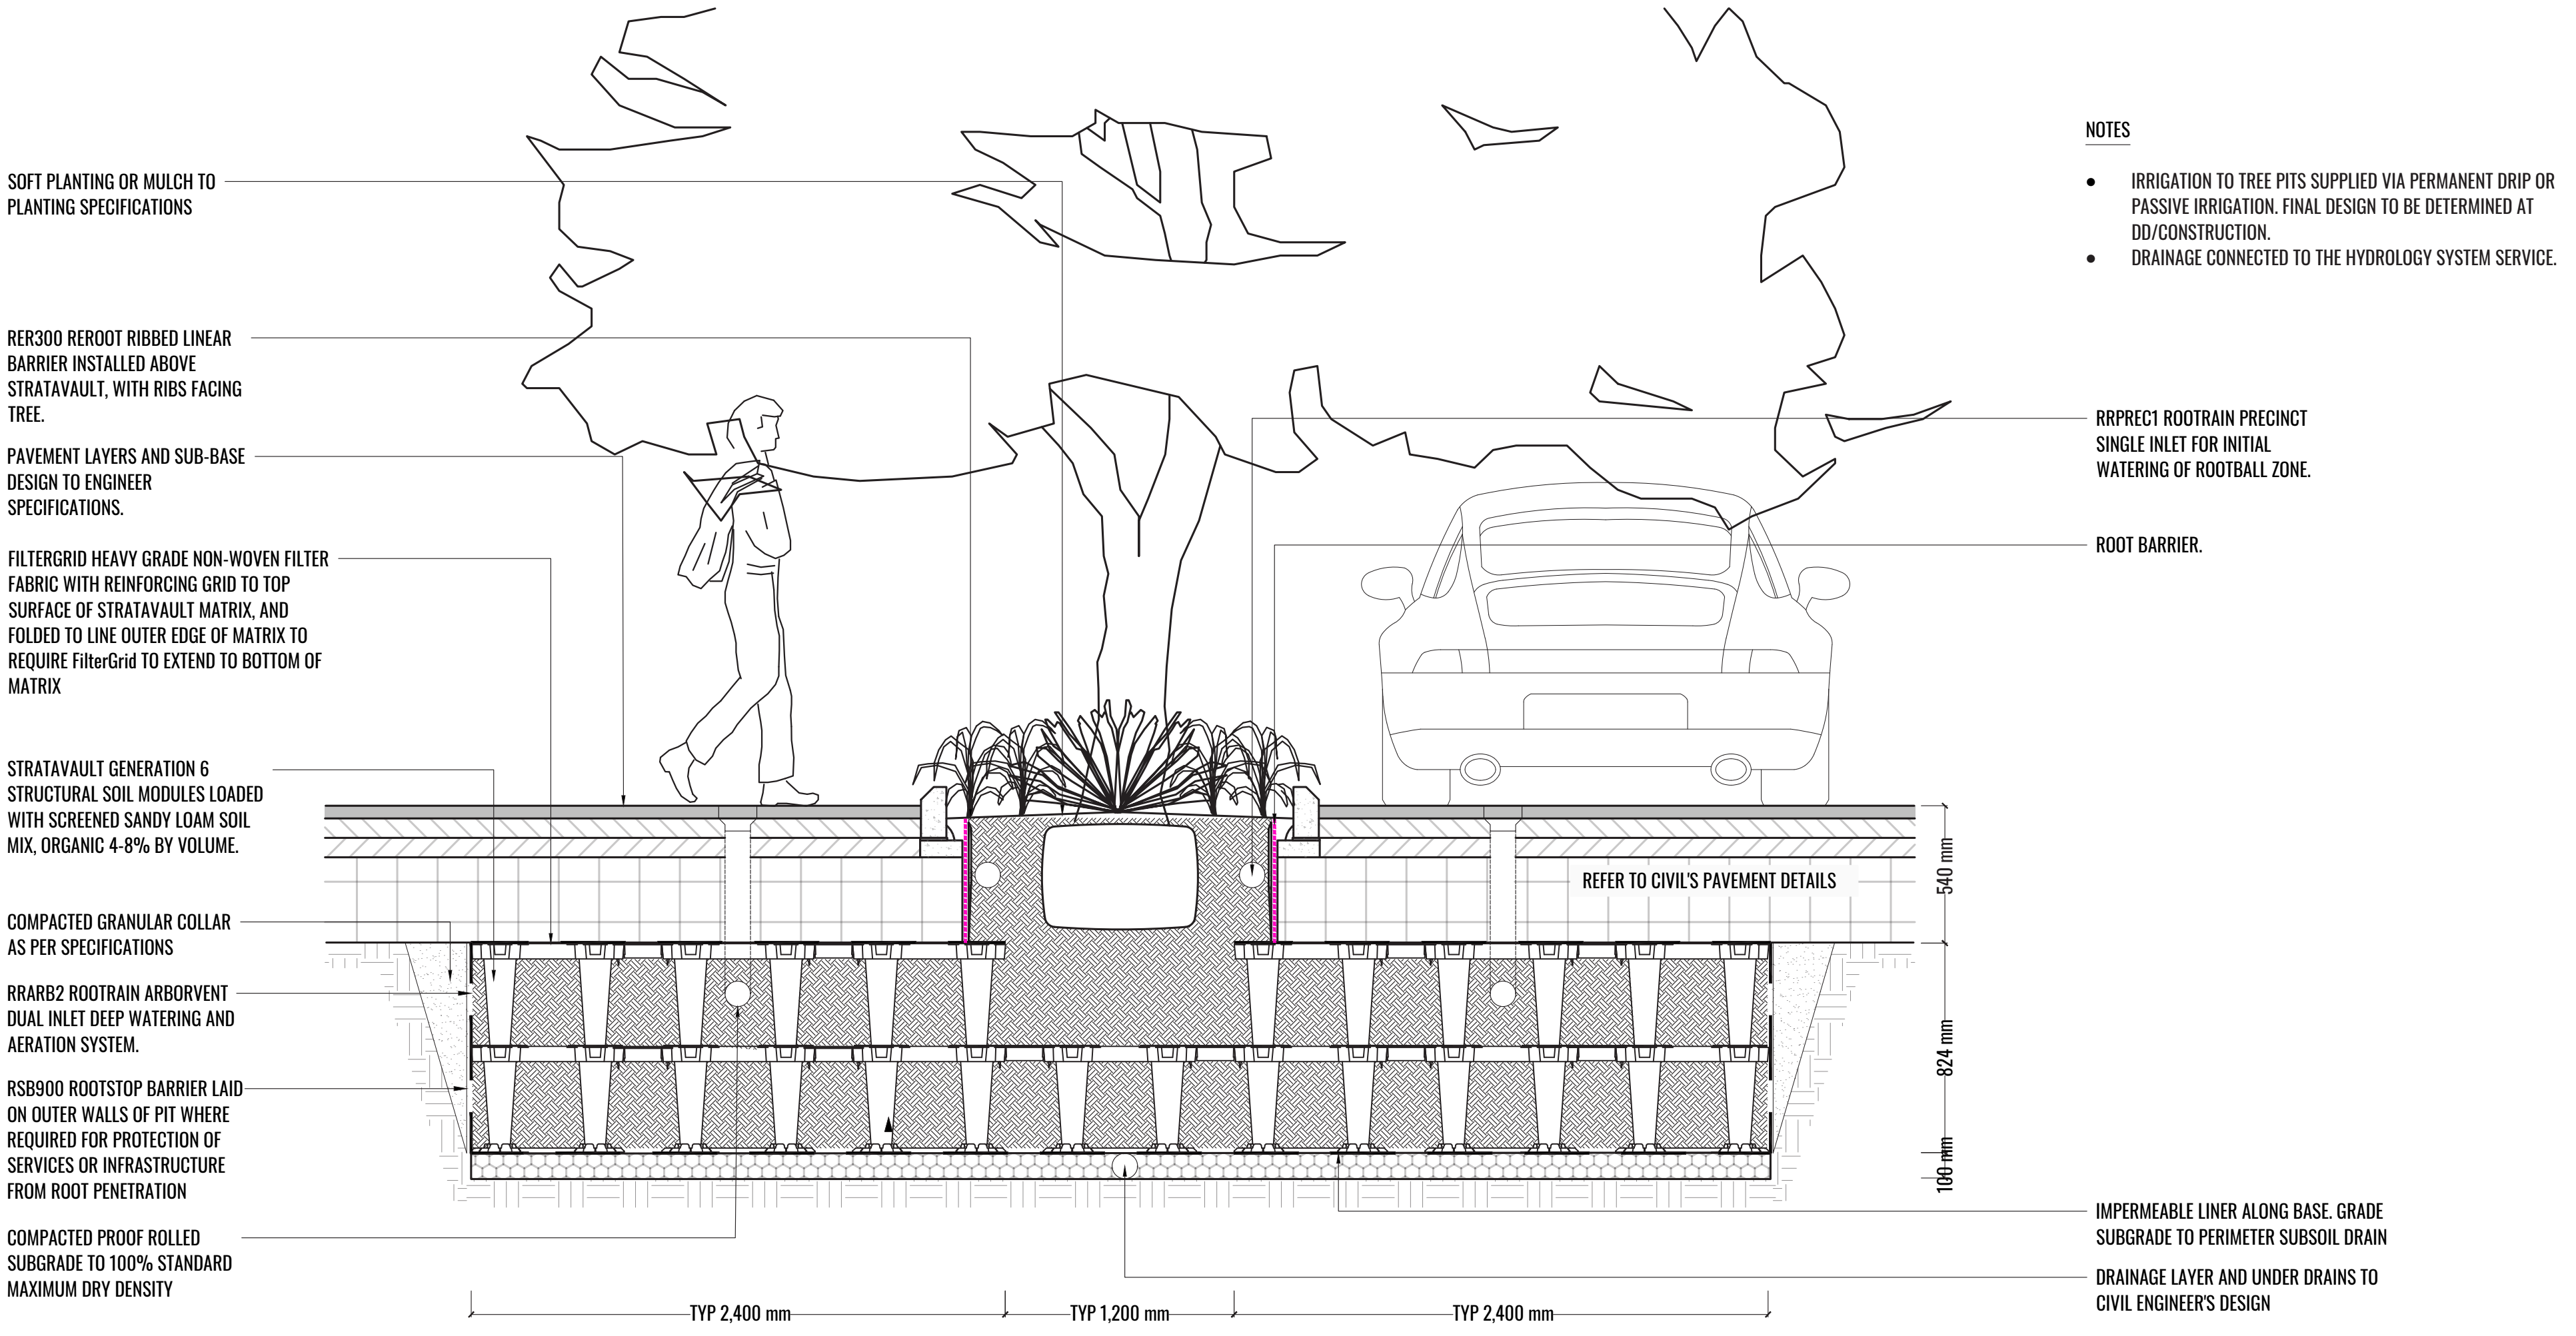 SOFT PLANTING OR MULCH TO
PLANTING SPECIFICATIONS
RER300 REROOT RIBBED LINEAR
BARRIER INSTALLED ABOVE
STRATAVAULT, WITH RIBS FACING
TREE.
PAVEMENT LAYERS AND SUB-BASE
DESIGN TO ENGINEER
SPECIFICATIONS.
FILTERGRID HEAVY GRADE NON-WOVEN FILTER
FABRIC WITH REINFORCING GRID TO TOP
SURFACE OF STRATAVAULT MATRIX, AND
FOLDED TO LINE OUTER EDGE OF MATRIX TO
REQUIRE FilterGrid TO EXTEND TO BOTTOM OF
MATRIX
STRATAVAULT GENERATION 6
STRUCTURAL SOIL MODULES LOADED
WITH SCREENED SANDY LOAM SOIL
MIX, ORGANIC 4-8% BY VOLUME.
COMPACTED GRANULAR COLLAR
AS PER SPECIFICATIONS
RRARB2 ROOTRAIN ARBORVENT
DUAL INLET DEEP WATERING AND
AERATION SYSTEM.
RSB900 ROOTSTOP BARRIER LAID
ON OUTER WALLS OF PIT WHERE
REQUIRED FOR PROTECTION OF
SERVICES OR INFRASTRUCTURE
FROM ROOT PENETRATION
COMPACTED PROOF ROLLED
SUBGRADE TO 100% STANDARD
MAXIMUM DRY DENSITY
TYP 2,400 mm
TYP 1,200 mm
TYP 2,400 mm
REFER TO CIVIL'S PAVEMENT DETAILS
540 mm
824 mm
100 mm
NOTES
● IRRIGATION TO TREE PITS SUPPLIED VIA PERMANENT DRIP OR
PASSIVE IRRIGATION. FINAL DESIGN TO BE DETERMINED AT
DD/CONSTRUCTION.
● DRAINAGE CONNECTED TO THE HYDROLOGY SYSTEM SERVICE.
RRPREC1 ROOTRAIN PRECINCT
SINGLE INLET FOR INITIAL
WATERING OF ROOTBALL ZONE.
ROOT BARRIER.
IMPERMEABLE LINER ALONG BASE. GRADE
SUBGRADE TO PERIMETER SUBSOIL DRAIN
DRAINAGE LAYER AND UNDER DRAINS TO
CIVIL ENGINEER'S DESIGN